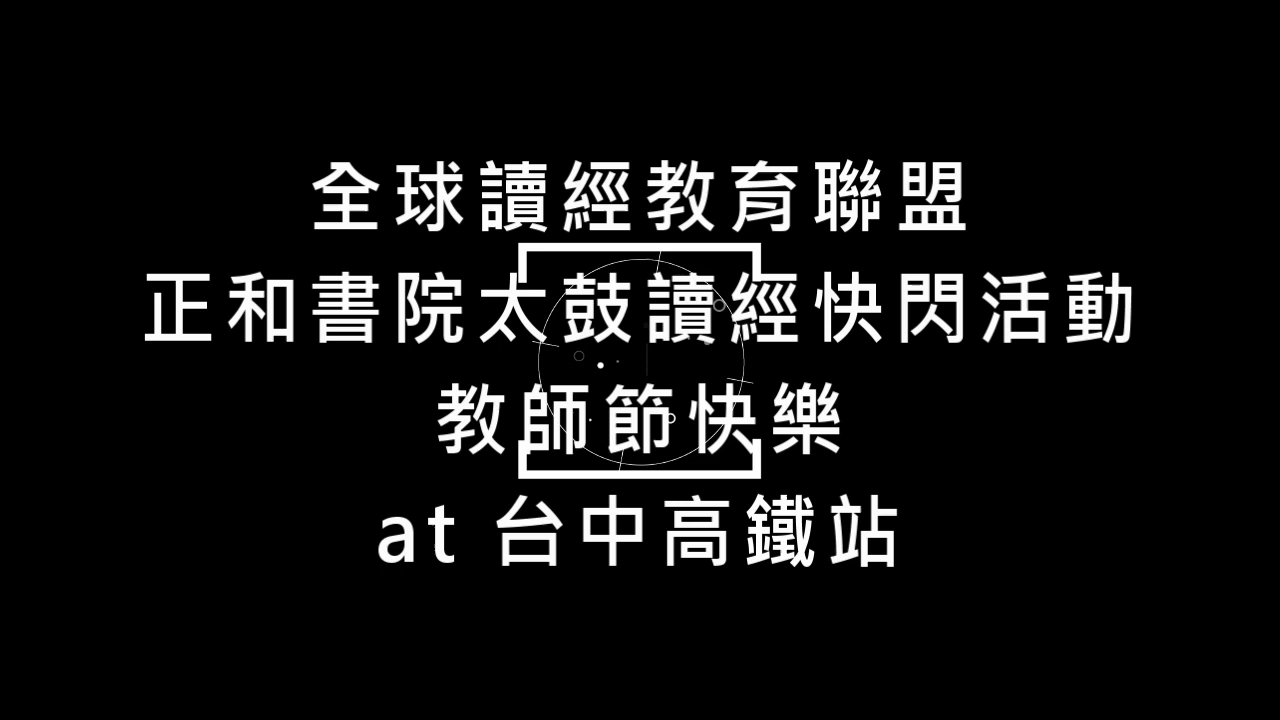 全球讀經教育聯盟
正和書院太鼓讀經快閃活動
教師節快樂
at 台中高鐵站